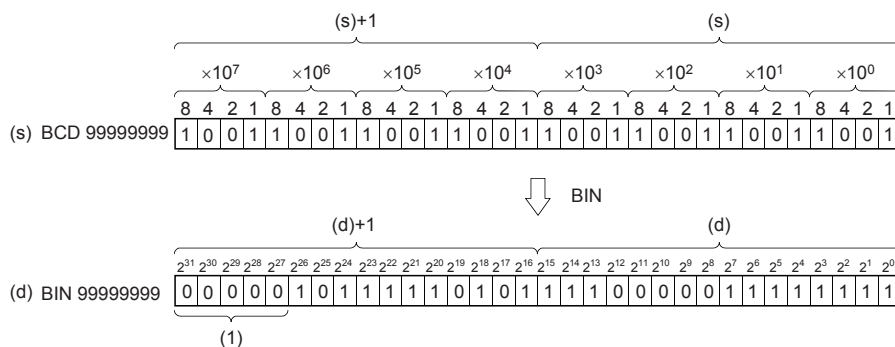 (s)+1 (s)
×10⁷ ×10⁶ ×10⁵ ×10⁴ ×10³ ×10² ×10¹ ×10⁰
8 4 2 1 8 4 2 1 8 4 2 1 8 4 2 1 8 4 2 1 8 4 2 1 8 4 2 1 8 4 2 1
(s) BCD 99999999 1 0 0 1 1 0 0 1 1 0 0 1 1 0 0 1 1 0 0 1 1 0 0 1 1 0 0 1 1 0 0 1
BIN
(d)+1 (d)
2³¹ 2³⁰ 2²⁹ 2²⁸ 2²⁷ 2²⁶ 2²⁵ 2²⁴ 2²³ 2²² 2²¹ 2²⁰ 2¹⁹ 2¹⁸ 2¹⁷ 2¹⁶ 2¹⁵ 2¹⁴ 2¹³ 2¹² 2¹¹ 2¹⁰ 2⁹ 2⁸ 2⁷ 2⁶ 2⁵ 2⁴ 2³ 2² 2¹ 2⁰
(d) BIN 99999999 0 0 0 0 0 1 0 1 1 1 1 1 0 1 0 1 1 1 1 0 0 0 0 0 1 1 1 1 1 1 1 1
(1)